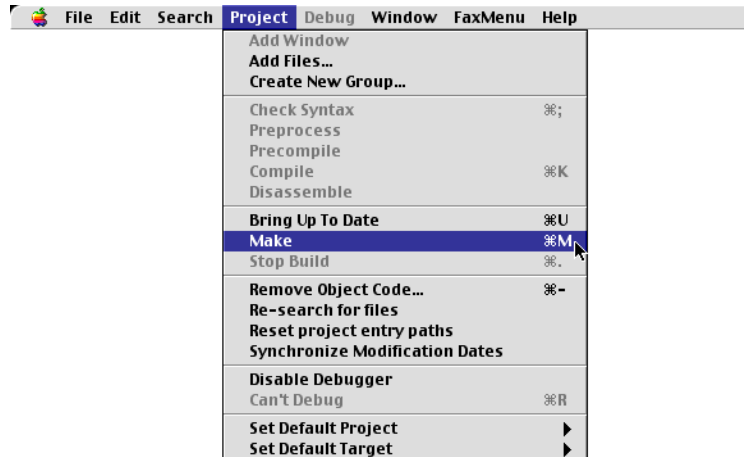 File Edit Search Project Debug Window FaxMenu Help
Add Window
Add Files...
Create New Group...
Check Syntax ⌘;
Preprocess
Precompile
Compile ⌘K
Disassemble
Bring Up To Date ⌘U
Make ⌘M
Stop Build ⌘.
Remove Object Code... ⌘-
Re-search for files
Reset project entry paths
Synchronize Modification Dates
Disable Debugger
Can't Debug ⌘R
Set Default Project
Set Default Target